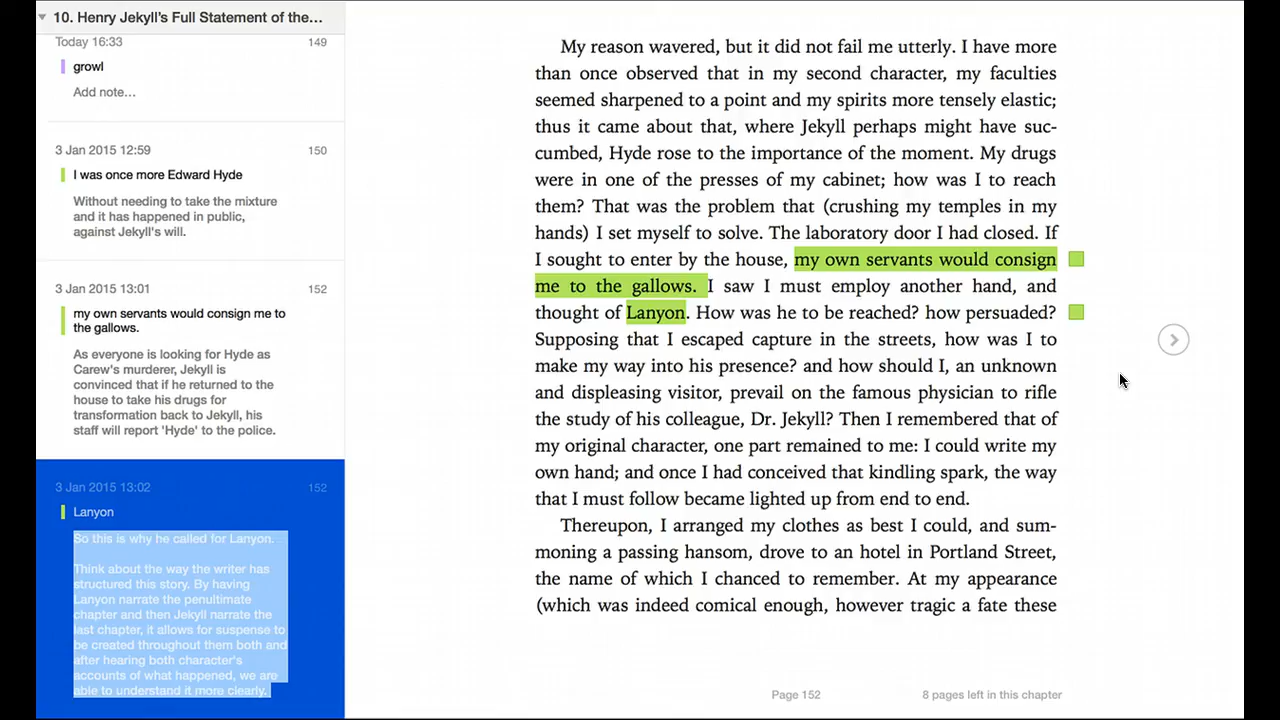 10. Henry Jekyll’s Full Statement of the…
Today 16:33 149
growl
Add note…
3 Jan 2015 12:59 150
I was once more Edward Hyde
Without needing to take the mixture
and it has happened in public,
against Jekyll's will.
3 Jan 2015 13:01 152
my own servants would consign me to
the gallows.
As everyone is looking for Hyde as
Carew's murderer, Jekyll is
convinced that if he returned to the
house to take his drugs for
transformation back to Jekyll, his
staff will report 'Hyde' to the police.
3 Jan 2015 13:02 152
Lanyon
So this is why he called for Lanyon.
Think about the way the writer has
structured this story. By having
Lanyon narrate the penultimate
chapter and then Jekyll narrate the
last chapter, it allows for suspense to
be created throughout them both and
after hearing both character's
accounts of what happened, we are
able to understand it more clearly.
My reason wavered, but it did not fail me utterly. I have more
than once observed that in my second character, my faculties
seemed sharpened to a point and my spirits more tensely elastic;
thus it came about that, where Jekyll perhaps might have suc-
cumbed, Hyde rose to the importance of the moment. My drugs
were in one of the presses of my cabinet; how was I to reach
them? That was the problem that (crushing my temples in my
hands) I set myself to solve. The laboratory door I had closed. If
I sought to enter by the house, my own servants would consign
me to the gallows. I saw I must employ another hand, and
thought of Lanyon. How was he to be reached? how persuaded?
Supposing that I escaped capture in the streets, how was I to
make my way into his presence? and how should I, an unknown
and displeasing visitor, prevail on the famous physician to rifle
the study of his colleague, Dr. Jekyll? Then I remembered that of
my original character, one part remained to me: I could write my
own hand; and once I had conceived that kindling spark, the way
that I must follow became lighted up from end to end.
Thereupon, I arranged my clothes as best I could, and sum-
moning a passing hansom, drove to an hotel in Portland Street,
the name of which I chanced to remember. At my appearance
(which was indeed comical enough, however tragic a fate these
Page 152 8 pages left in this chapter